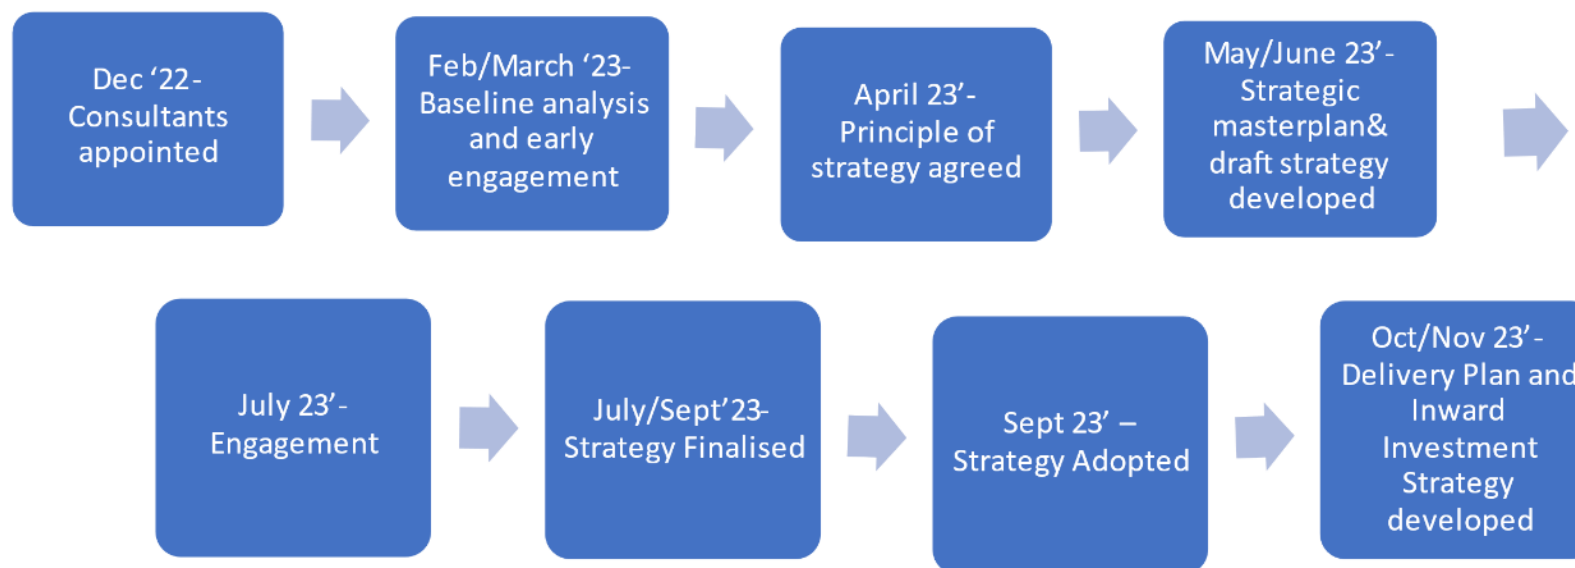 Dec ‘22-
Consultants
appointed
Feb/March ‘23-
Baseline analysis
and early
engagement
April 23’-
Principle of
strategy agreed
May/June 23’-
Strategic
masterplan&
draft strategy
developed
July 23’-
Engagement
July/Sept’23-
Strategy Finalised
Sept 23’ –
Strategy Adopted
Oct/Nov 23’-
Delivery Plan and
Inward
Investment
Strategy
developed